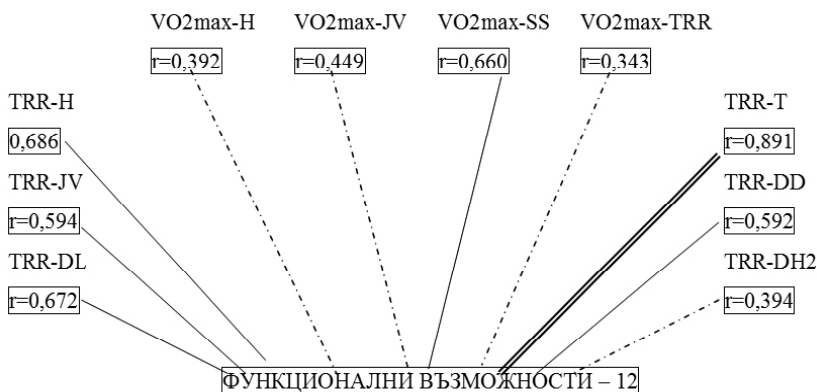 VO2max-H VO2max-JV VO2max-SS VO2max-TRR
r=0,392 r=0,449 r=0,660 r=0,343
TRR-H TRR-T
0,686 r=0,891
TRR-JV TRR-DD
r=0,594 r=0,592
TRR-DL TRR-DH2
r=0,672 r=0,394
ФУНКЦИОНАЛНИ ВЪЗМОЖНОСТИ – 12